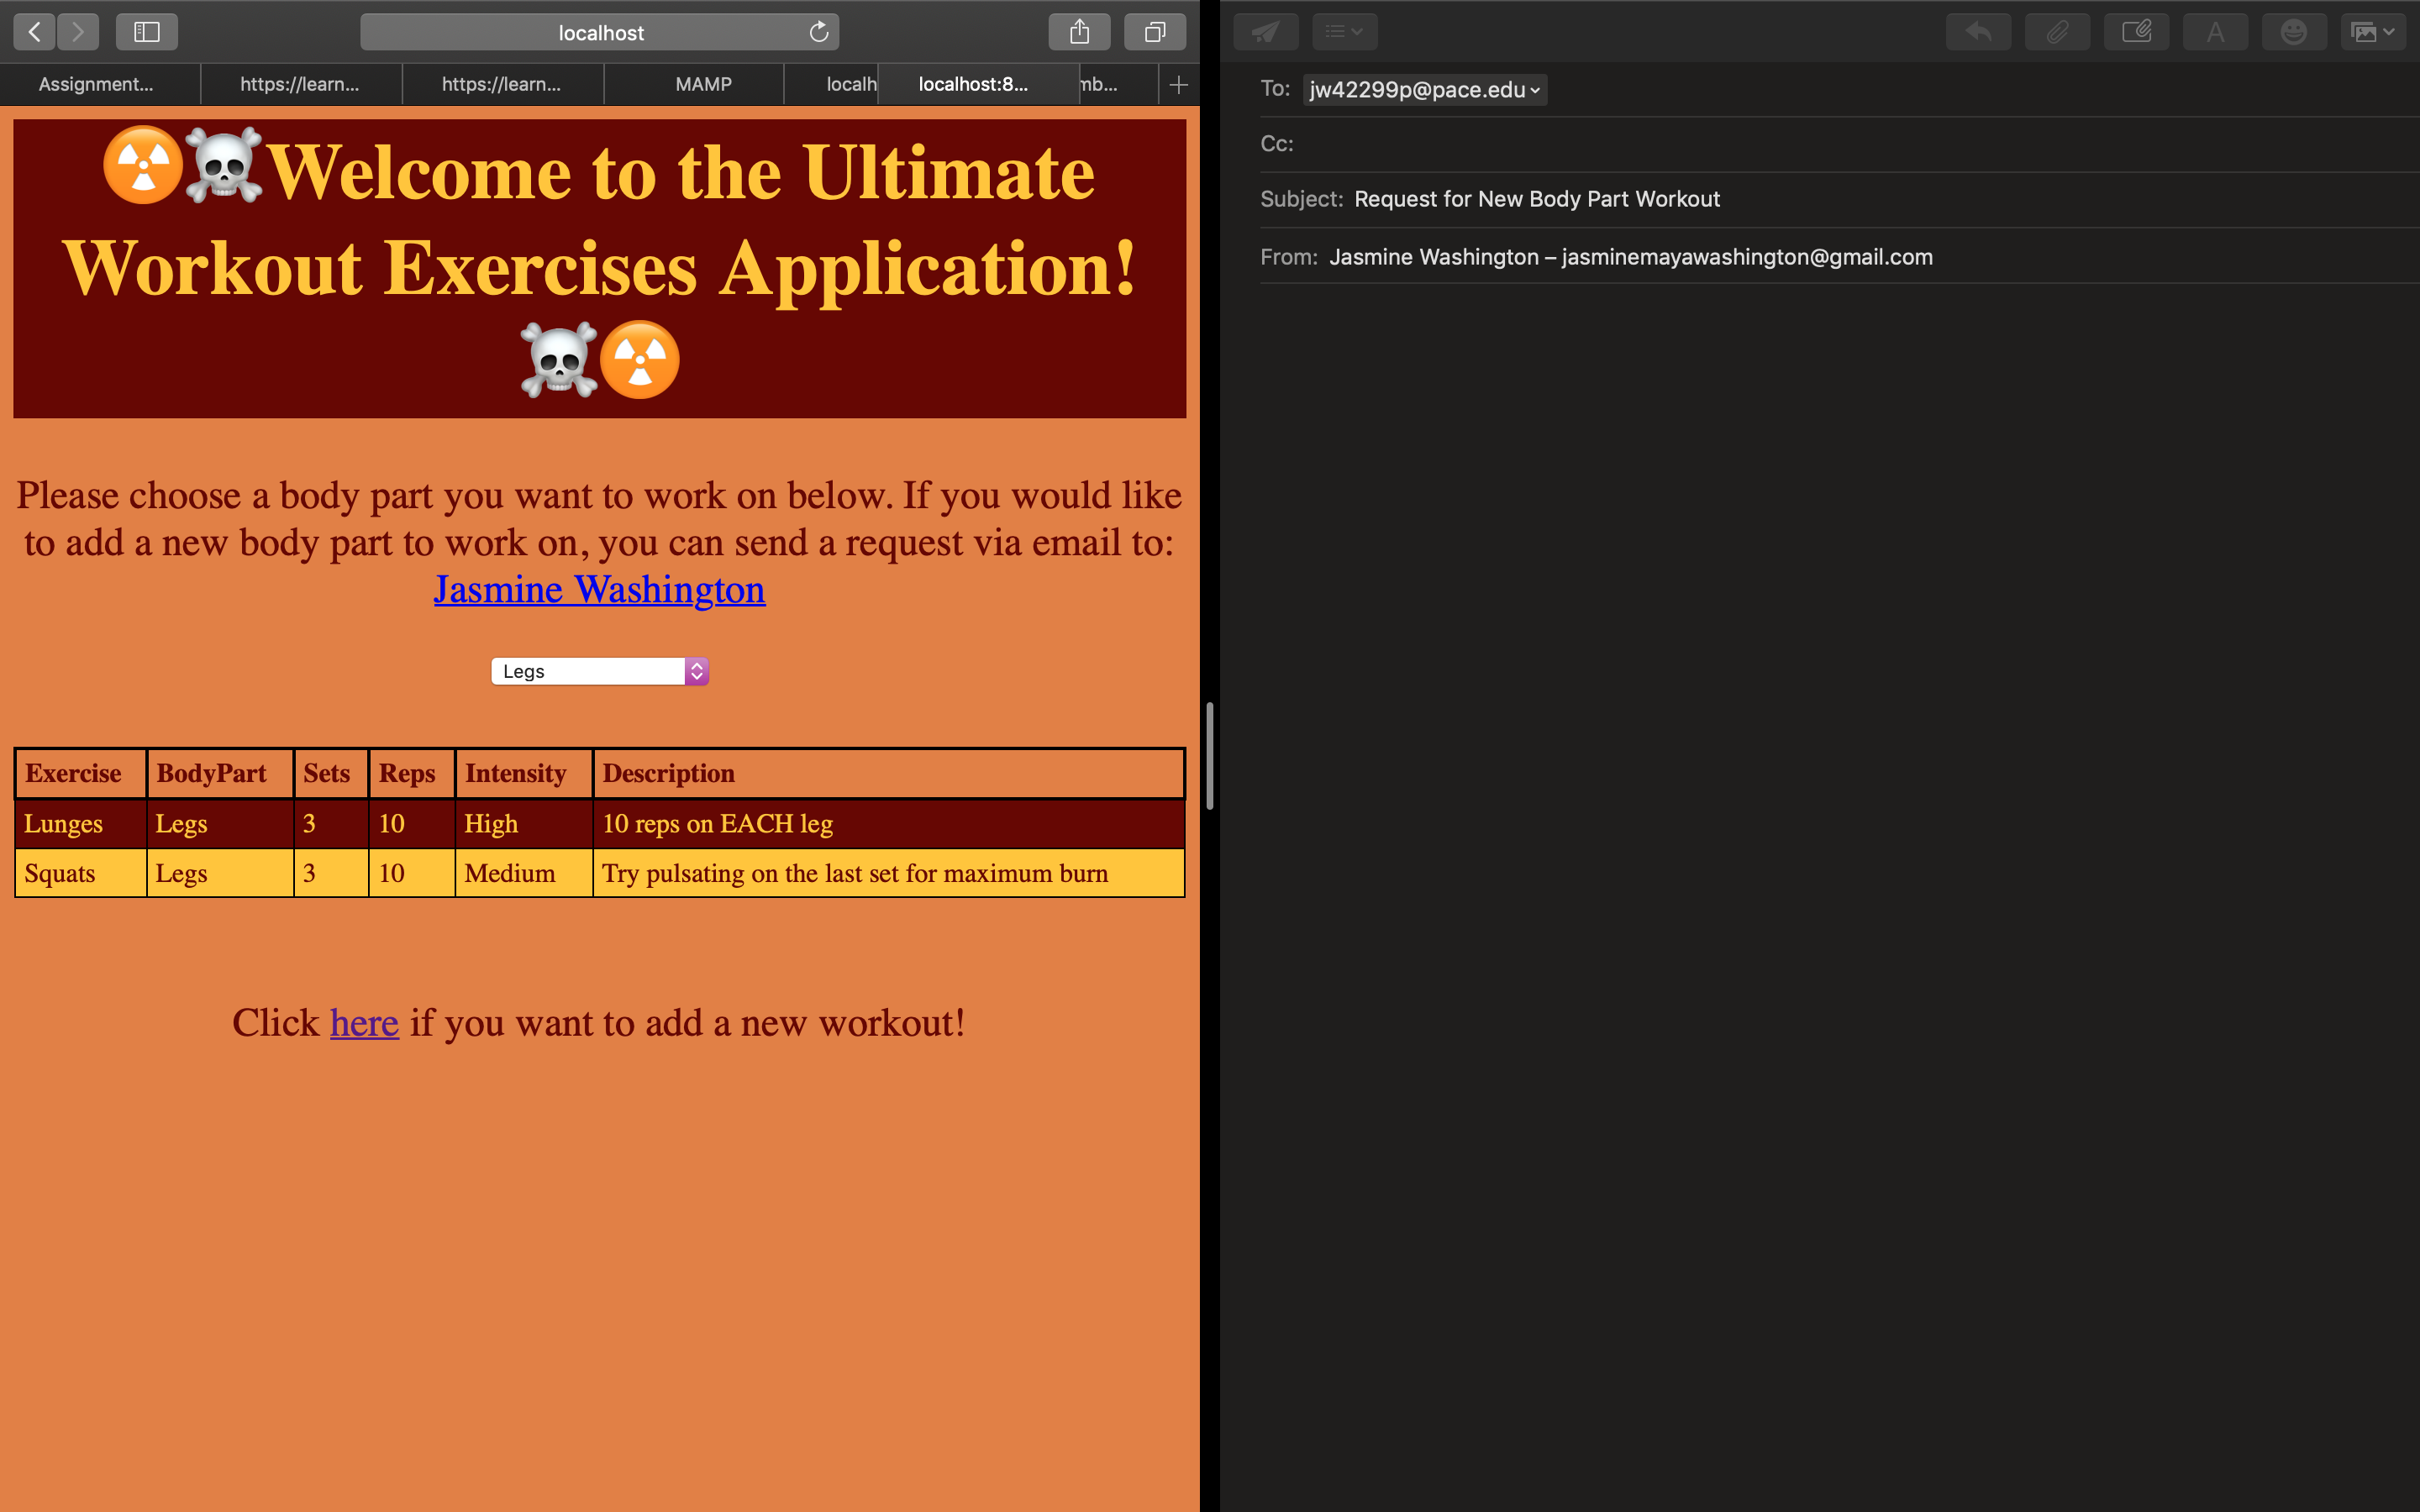 localhost
Assignment...
https://learn...
https://learn...
MAMP
localh
localhost:8...
mb...
☢️☠️Welcome to the Ultimate
Workout Exercises Application!
☠️☢️
Please choose a body part you want to work on below. If you would like
to add a new body part to work on, you can send a request via email to:
Jasmine Washington
Legs
Exercise BodyPart Sets Reps Intensity Description
Lunges Legs 3 10 High 10 reps on EACH leg
Squats Legs 3 10 Medium Try pulsating on the last set for maximum burn
Click here if you want to add a new workout!
To: jw42299p@pace.edu
Cc:
Subject: Request for New Body Part Workout
From: Jasmine Washington – jasminemayawashington@gmail.com